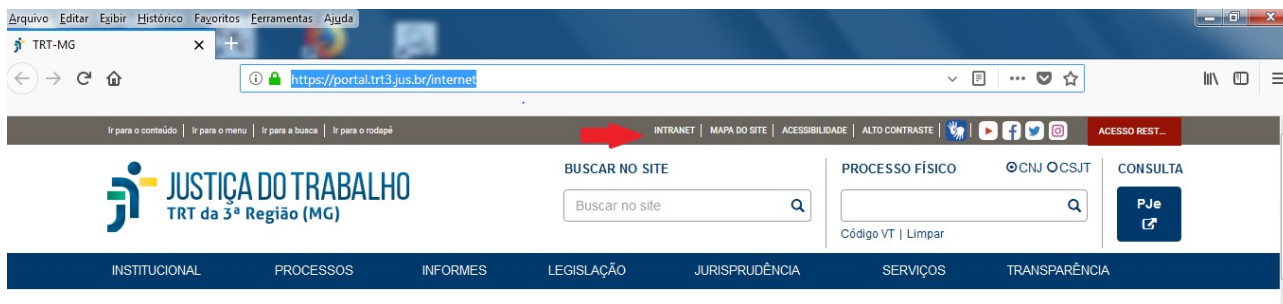 Arquivo Editar Exibir Histórico Favoritos Ferramentas Ajuda
TRT-MG
https://portal.trt3.jus.br/internet
Ir para o conteúdo | Ir para o menu | Ir para a busca | Ir para o rodapé
INTRANET | MAPA DO SITE | ACESSIBILIDADE | ALTO CONTRASTE
ACESSO REST...
JUSTIÇA DO TRABALHO
TRT da 3ª Região (MG)
BUSCAR NO SITE
Buscar no site
PROCESSO FÍSICO
CNJ CSJT
Código VT | Limpar
CONSULTA
PJe
INSTITUCIONAL PROCESSOS INFORMES LEGISLAÇÃO JURISPRUDÊNCIA SERVIÇOS TRANSPARÊNCIA